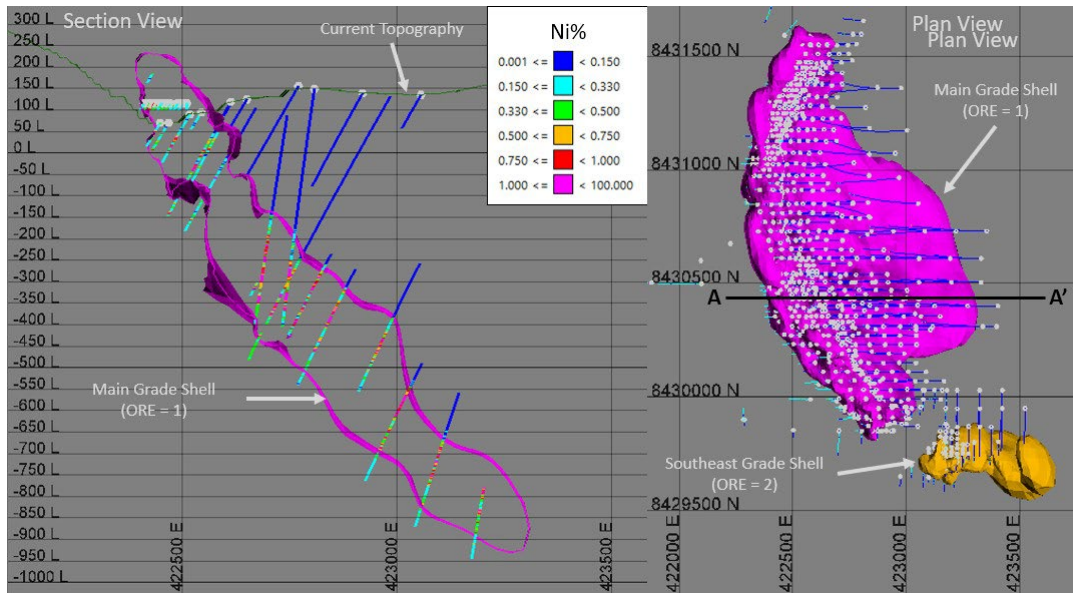 Section View
300 L
250 L
200 L
150 L
100 L
50 L
0 L
-50 L
-100 L
-150 L
-200 L
-250 L
-300 L
-350 L
-400 L
-450 L
-500 L
-550 L
-600 L
-650 L
-700 L
-750 L
-800 L
-850 L
-900 L
-950 L
-1000 L
422500 E
423000 E
423500 E
Current Topography
Main Grade Shell
(ORE = 1)
Ni%
0.001 <= < 0.150
0.150 <= < 0.330
0.330 <= < 0.500
0.500 <= < 0.750
0.750 <= < 1.000
1.000 <= < 100.000
Plan View
Plan View
8431500 N
8431000 N
8430500 N
8430000 N
8429500 N
Main Grade Shell
(ORE = 1)
A
A'
Southeast Grade Shell
(ORE = 2)
422000 E
422500 E
423000 E
423500 E